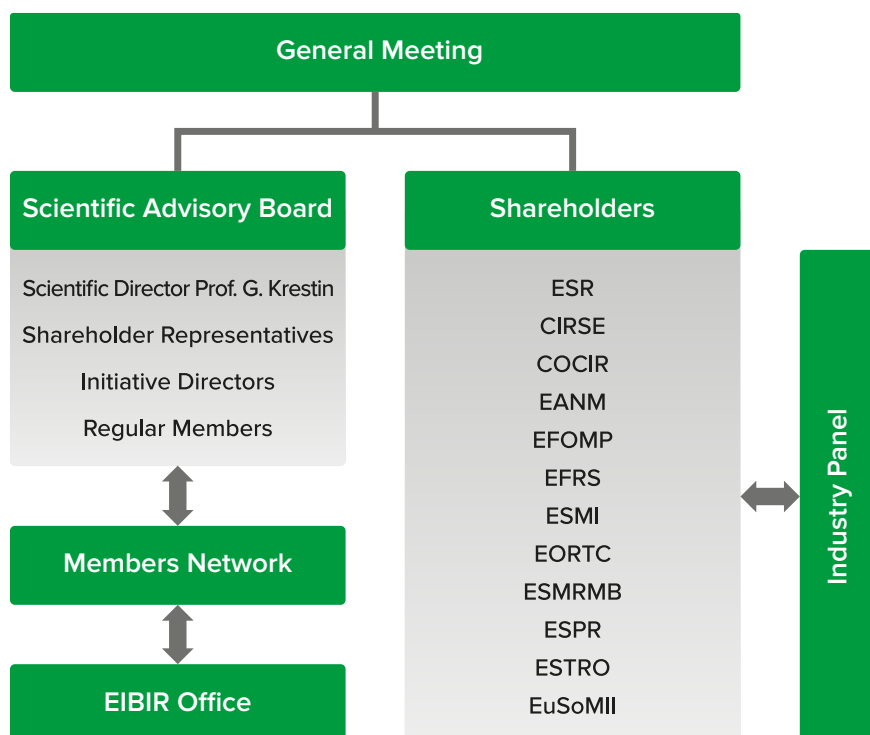 General Meeting
Scientific Advisory Board
Scientific Director Prof. G. Krestin
Shareholder Representatives
Initiative Directors
Regular Members
Members Network
EIBIR Office
Shareholders
ESR
CIRSE
COCIR
EANM
EFOMP
EFRS
ESMI
EORTC
ESMRMB
ESPR
ESTRO
EuSoMII
Industry Panel